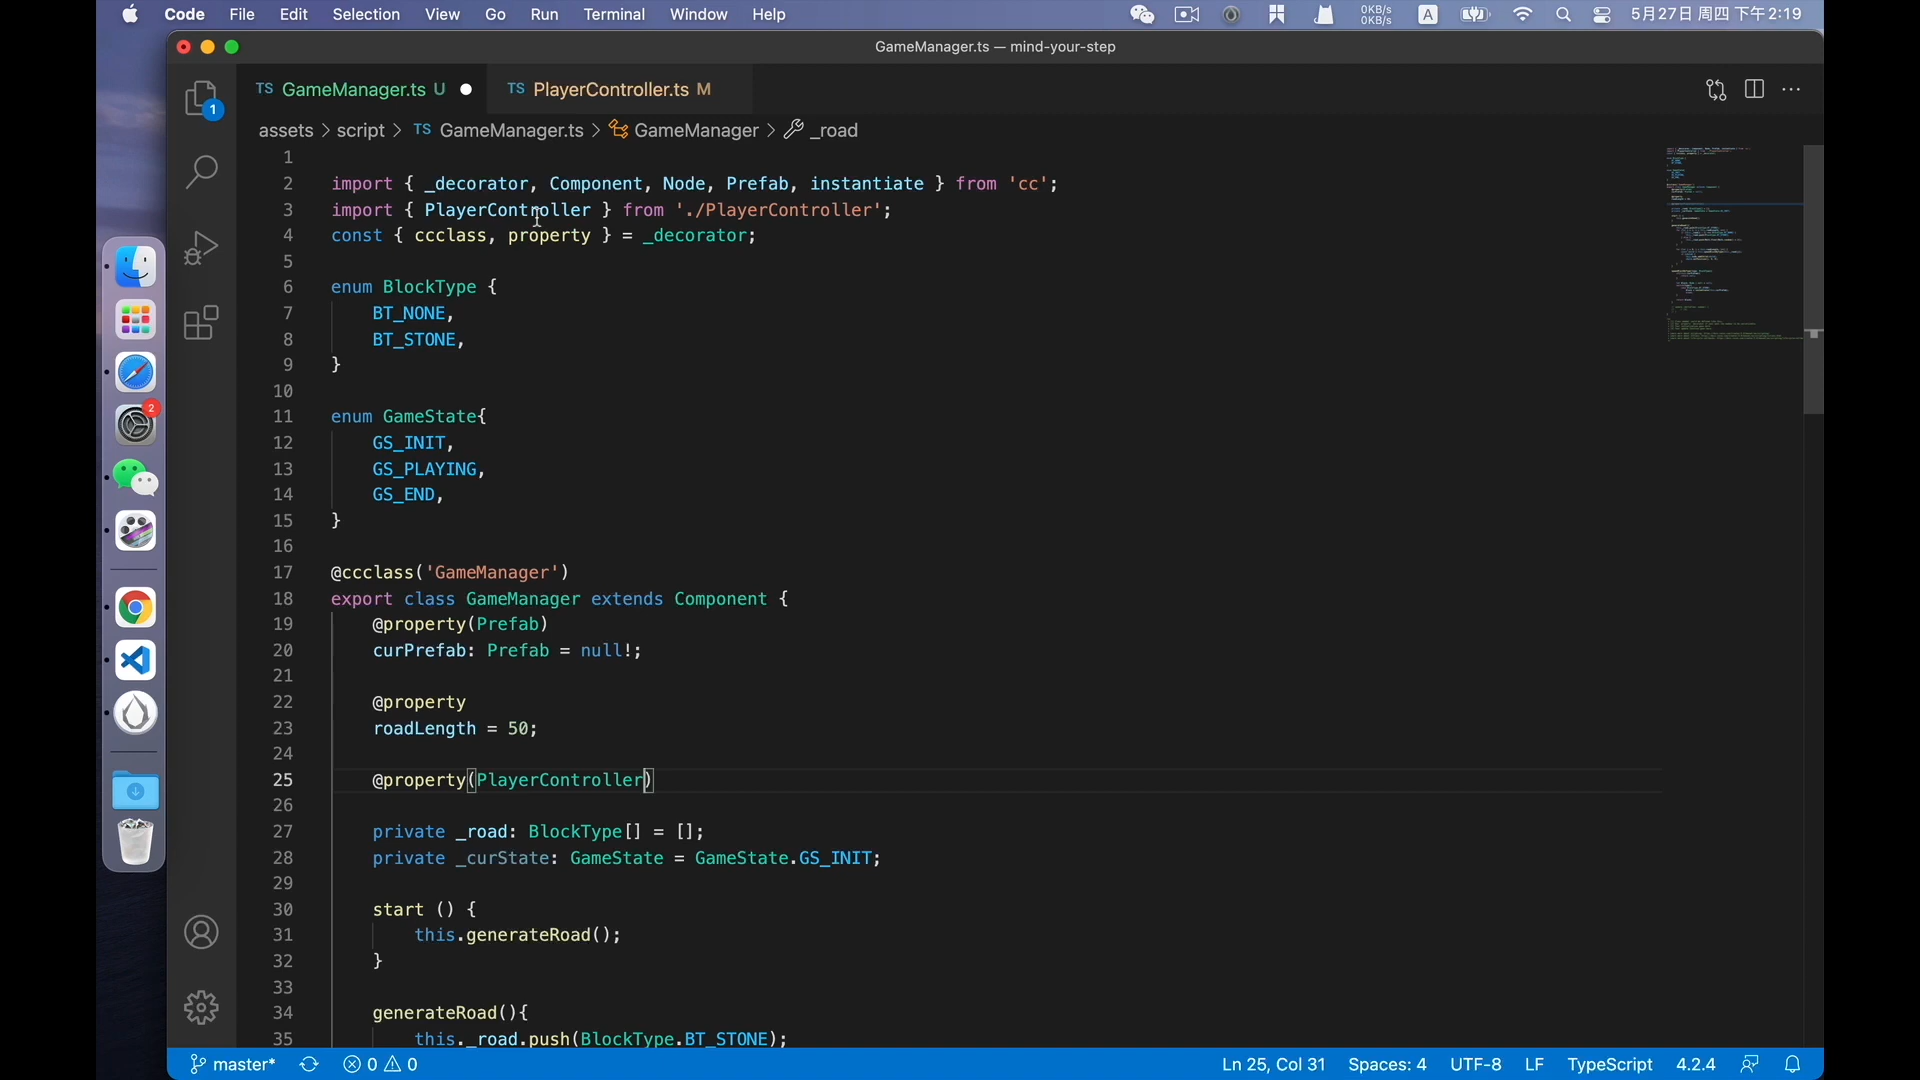 Code File Edit Selection View Go Run Terminal Window Help 0KB/s 0KB/s A 5月27日 周四 下午2:19
GameManager.ts — mind-your-step
TS GameManager.ts U TS PlayerController.ts M
1
assets > script > TS GameManager.ts > GameManager > _road
1
2 import { _decorator, Component, Node, Prefab, instantiate } from 'cc';
3 import { PlayerController } from './PlayerController';
4 const { ccclass, property } = _decorator;
5
6 enum BlockType {
7 BT_NONE,
8 BT_STONE,
9 }
10
11 enum GameState{
12 GS_INIT,
13 GS_PLAYING,
14 GS_END,
15 }
16
17 @ccclass('GameManager')
18 export class GameManager extends Component {
19 @property(Prefab)
20 curPrefab: Prefab = null!;
21
22 @property
23 roadLength = 50;
24
25 @property(PlayerController)
26
27 private _road: BlockType[] = [];
28 private _curState: GameState = GameState.GS_INIT;
29
30 start () {
31 this.generateRoad();
32 }
33
34 generateRoad(){
35 this._road.push(BlockType.BT_STONE);
2
master* 0 0 Ln 25, Col 31 Spaces: 4 UTF-8 LF TypeScript 4.2.4